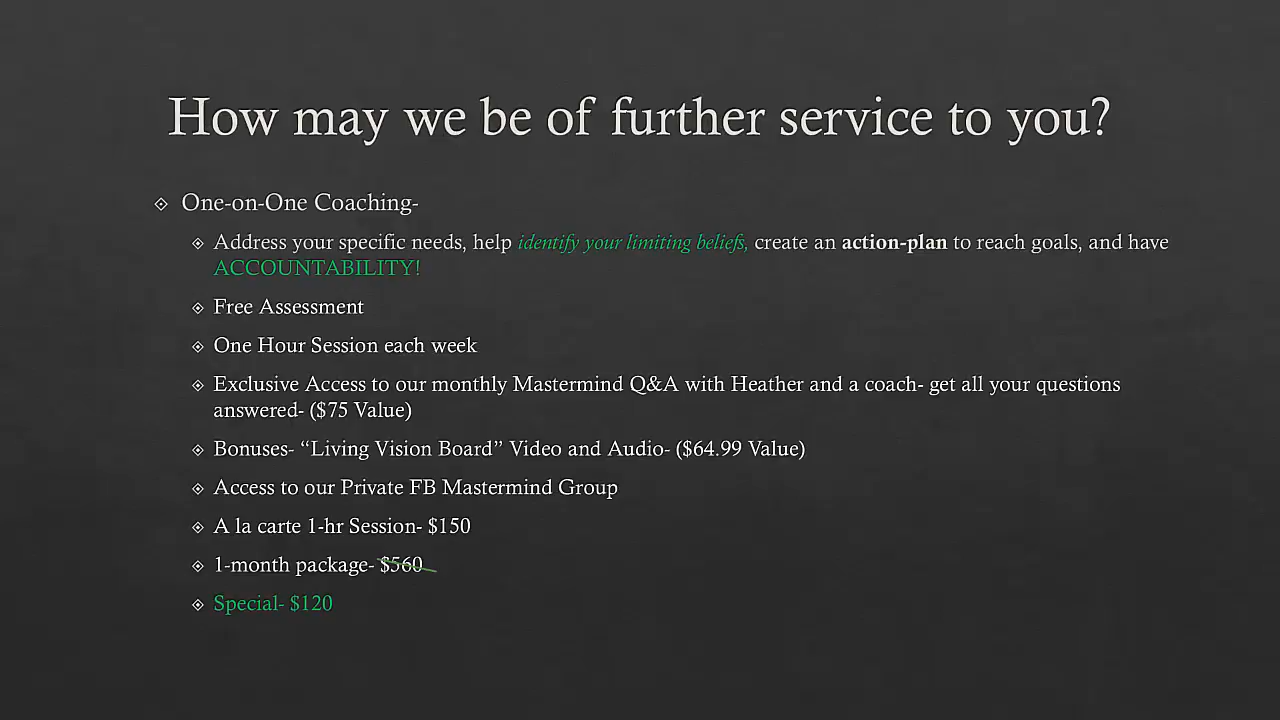 How may we be of further service to you?
One-on-One Coaching-
Address your specific needs, help identify your limiting beliefs, create an action-plan to reach goals, and have
ACCOUNTABILITY!
Free Assessment
One Hour Session each week
Exclusive Access to our monthly Mastermind Q&A with Heather and a coach- get all your questions
answered- ($75 Value)
Bonuses- “Living Vision Board” Video and Audio- ($64.99 Value)
Access to our Private FB Mastermind Group
A la carte 1-hr Session- $150
1-month package- $560
Special- $120